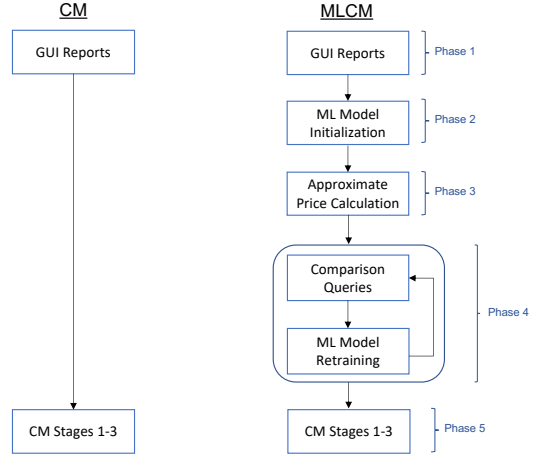 CM
MLCM
GUI Reports
GUI Reports
Phase 1
ML Model
Initialization
Phase 2
Approximate
Price Calculation
Phase 3
Comparison
Queries
ML Model
Retraining
Phase 4
CM Stages 1-3
CM Stages 1-3
Phase 5